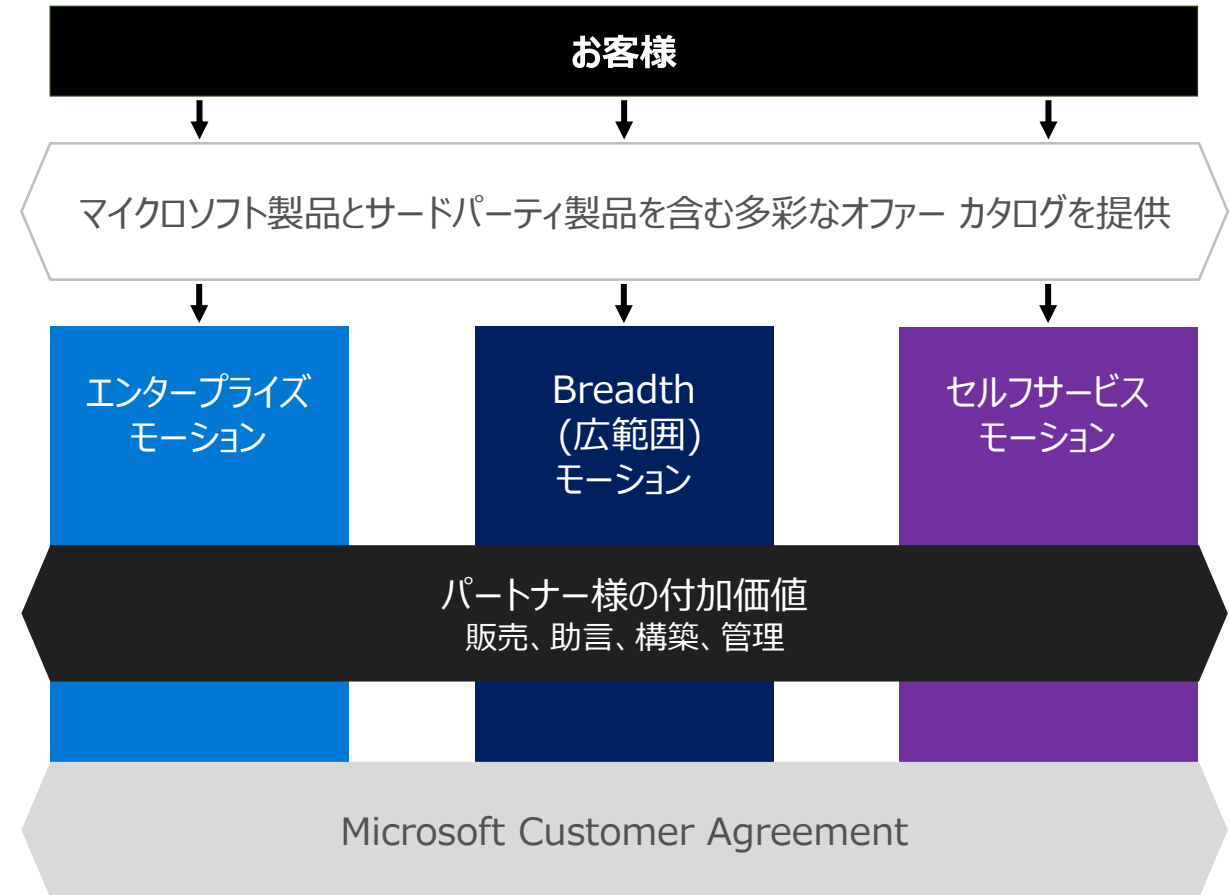 お客様
マイクロソフト製品とサードパーティ製品を含む多彩なオファー カタログを提供
エンタープライズ
モーション
Breadth
(広範囲)
モーション
セルフサービス
モーション
パートナー様の付加価値
販売、助言、構築、管理
Microsoft Customer Agreement